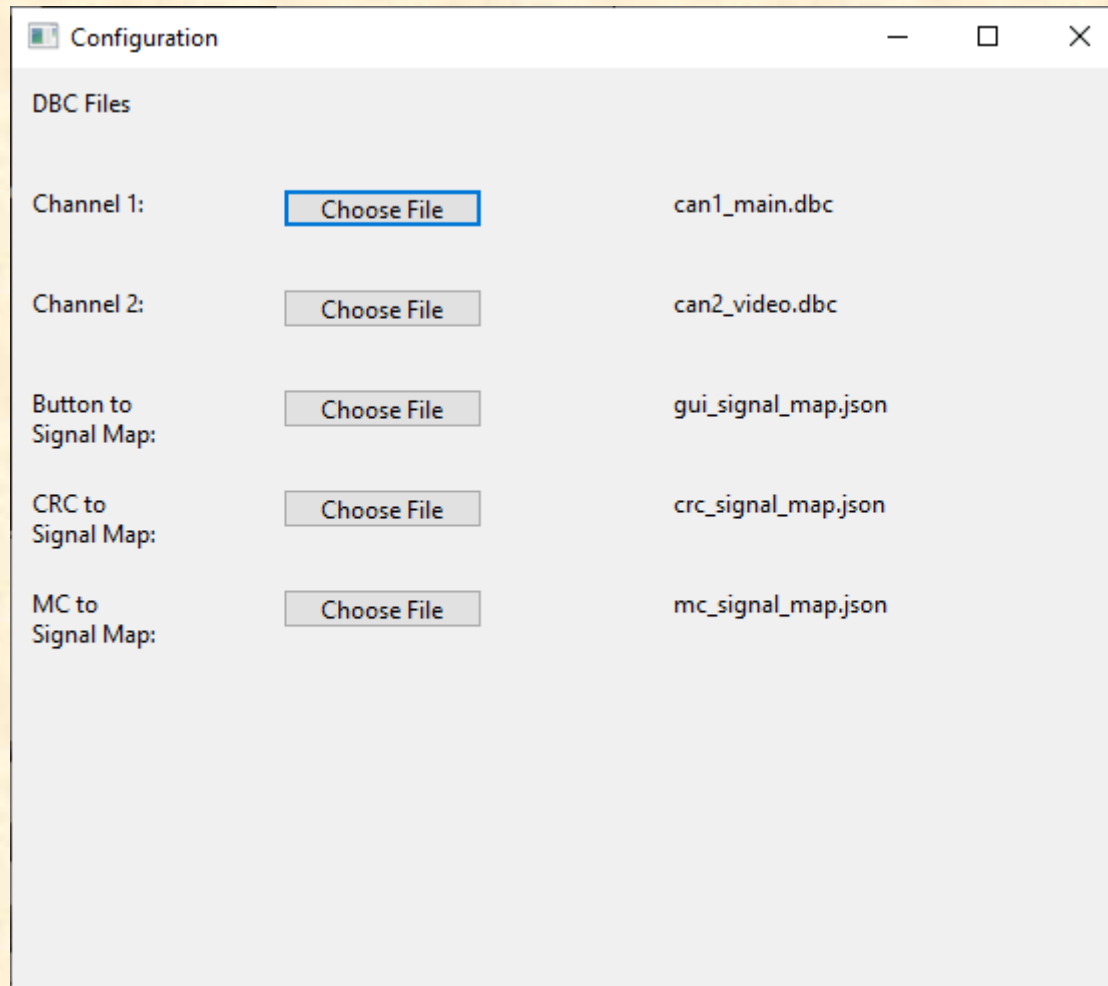 Configuration
DBC Files
Channel 1:
Choose File
can1_main.dbc
Channel 2:
Choose File
can2_video.dbc
Button to
Signal Map:
Choose File
gui_signal_map.json
CRC to
Signal Map:
Choose File
crc_signal_map.json
MC to
Signal Map:
Choose File
mc_signal_map.json